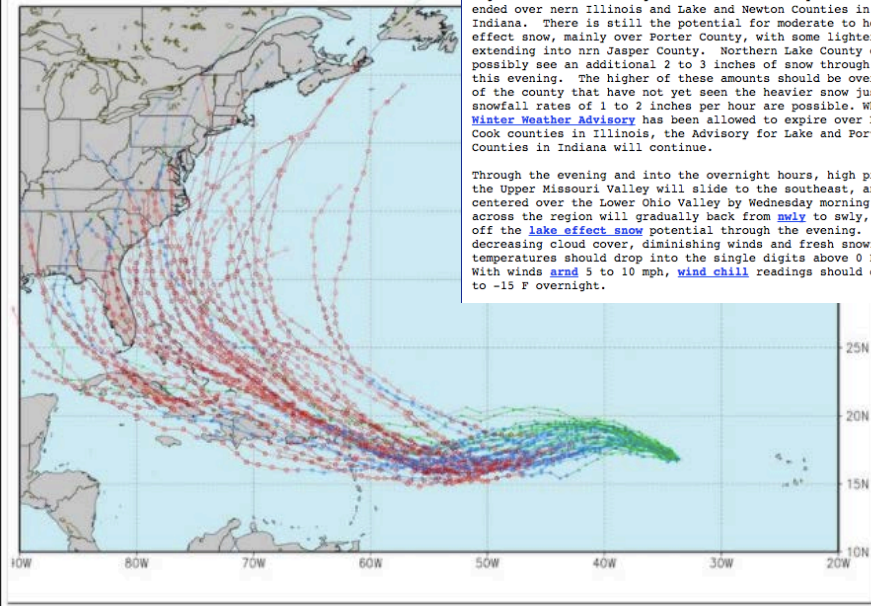 ended over nern Illinois and Lake and Newton Counties in
Indiana. There is still the potential for moderate to
effect snow, mainly over Porter County, with some
extending into nrn Jasper County. Northern Lake County
possibly see an additional 2 to 3 inches of snow through
this evening. The higher of these amounts should be
of the county that have not yet seen the heavier snow
snowfall rates of 1 to 2 inches per hour are possible.
Winter Weather Advisory has been allowed to expire over
Cook counties in Illinois, the Advisory for Lake and
Counties in Indiana will continue.
Through the evening and into the overnight hours, high
the Upper Missouri Valley will slide to the southeast,
centered over the Lower Ohio Valley by Wednesday morning
across the region will gradually back from nwly to swly,
off the lake effect snow potential through the evening.
decreasing cloud cover, diminishing winds and fresh
temperatures should drop into the single digits above 0
With winds arnd 5 to 10 mph, wind chill readings should
to -15 F overnight.
25N
20N
15N
10N
80W
70W
60W
50W
40W
30W
20W